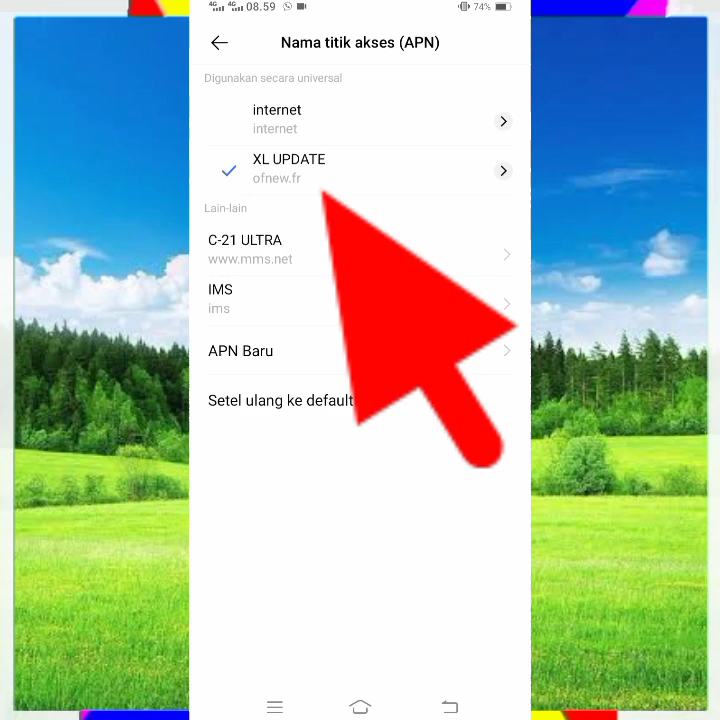 4G 4G 08.59 74%
Nama titik akses (APN)
Digunakan secara universal
internet
internet
XL UPDATE
ofnew.fr
Lain-lain
C-21 ULTRA
www.mms.net
IMS
ims
APN Baru
Setel ulang ke default